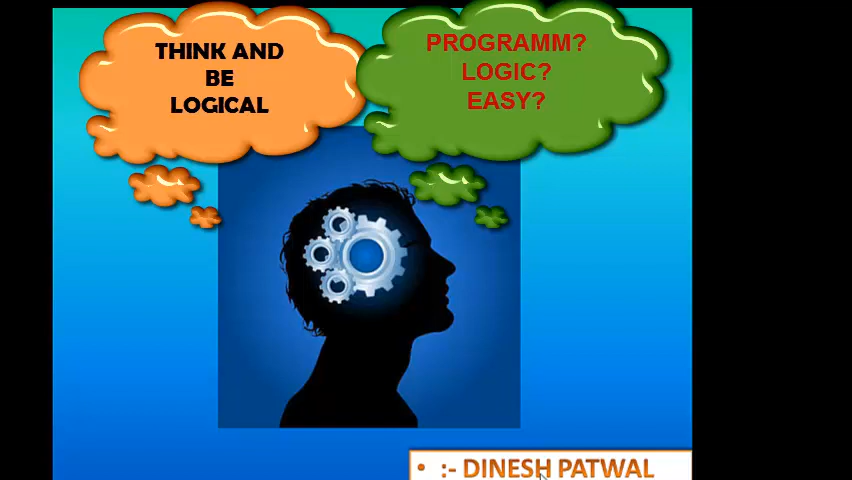 THINK AND
BE
LOGICAL
PROGRAMM?
LOGIC?
EASY?
• :- DINESH PATWAL